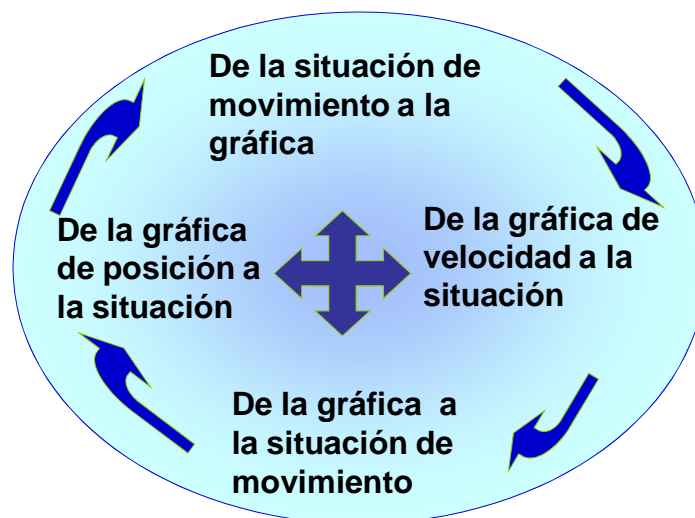 De la situación de
movimiento a la
gráfica
De la gráfica
de posición a
la situación
De la gráfica de
velocidad a la
situación
De la gráfica a
la situación de
movimiento